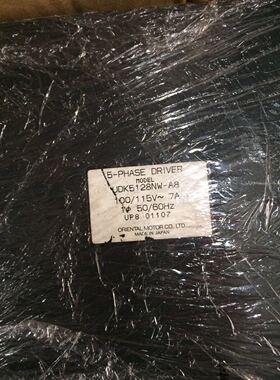 5-PHASE DRIVER
MODEL
UDK5128NW-A8
100/115V~ 7A
1Φ 50/60Hz
UP8 01107
ORIENTAL MOTOR CO., LTD.
MADE IN JAPAN